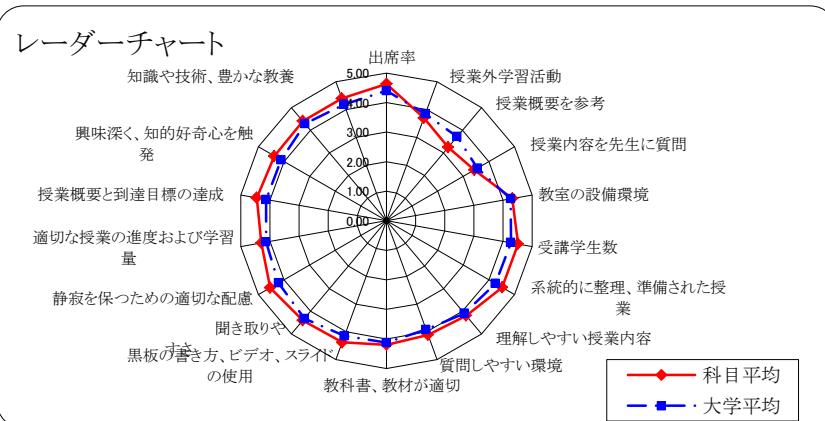 レーダーチャート
出席率
授業外学習活動
授業概要を参考
授業内容を先生に質問
教室の設備環境
受講学生数
系統的に整理、準備された授
業
理解しやすい授業内容
質問しやすい環境
教科書、教材が適切
黒板の書き方、ビデオ、スライド
の使用
聞き取りや
すさ
静寂を保つための適切な配慮
適切な授業の進度および学習
量
授業概要と到達目標の達成
興味深く、知的好奇心を触
発
知識や技術、豊かな教養
5.00
4.00
3.00
2.00
1.00
0.00
科目平均
大学平均